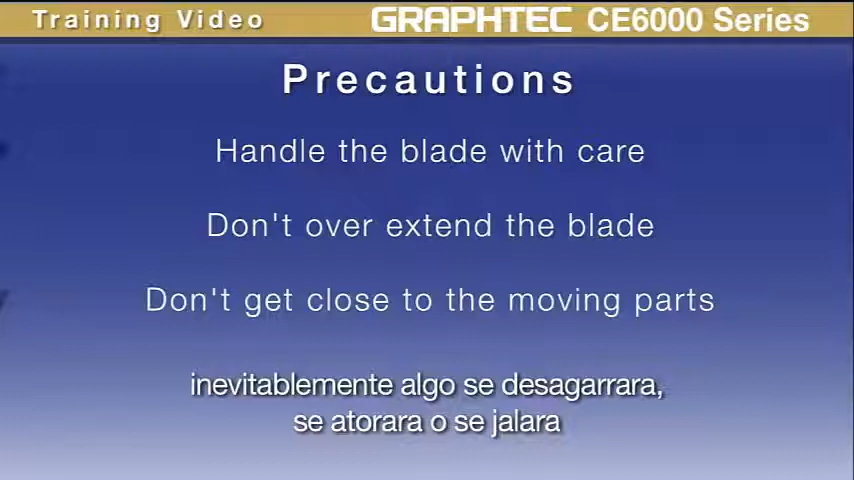 Training Video
GRAPHTEC CE6000 Series
Precautions
Handle the blade with care
Don't over extend the blade
Don't get close to the moving parts
inevitablemente algo se desagarrara,
se atorara o se jalara